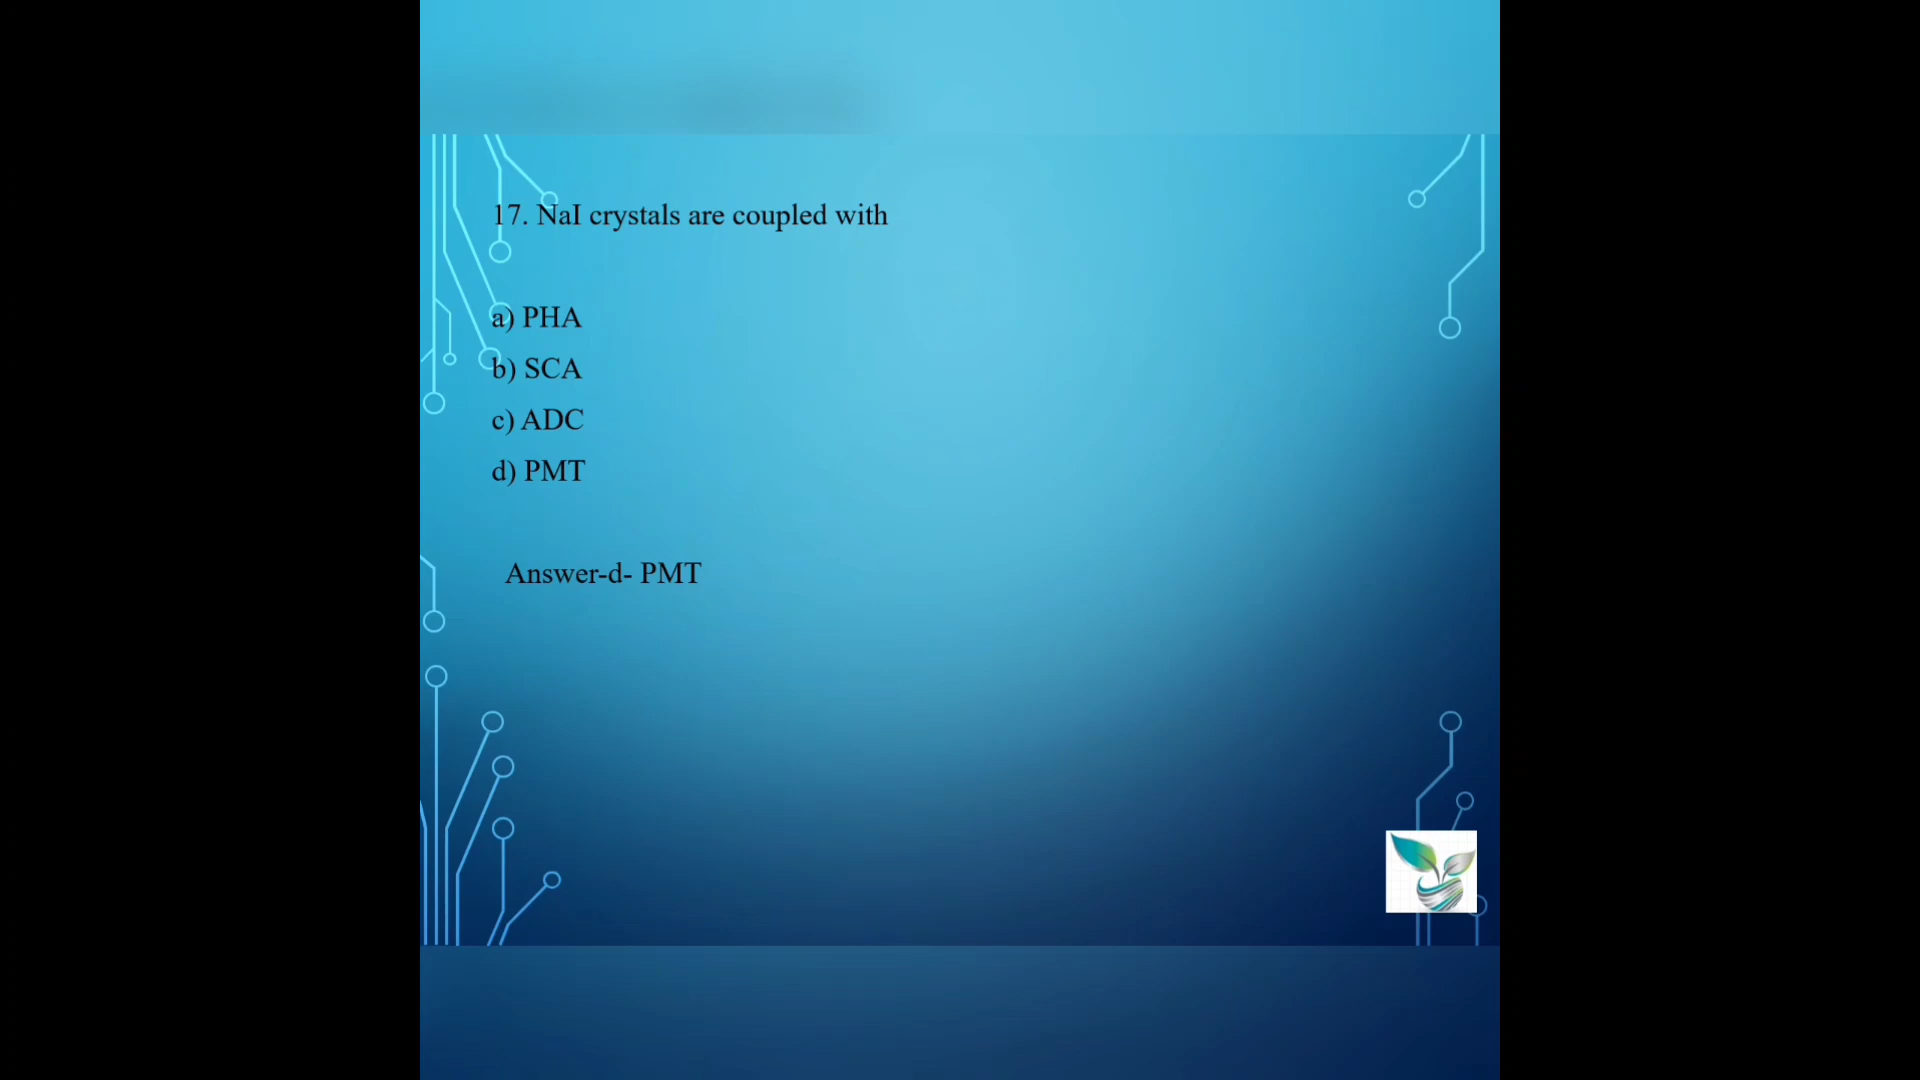 17. NaI crystals are coupled with
a) PHA
b) SCA
c) ADC
d) PMT
Answer-d- PMT